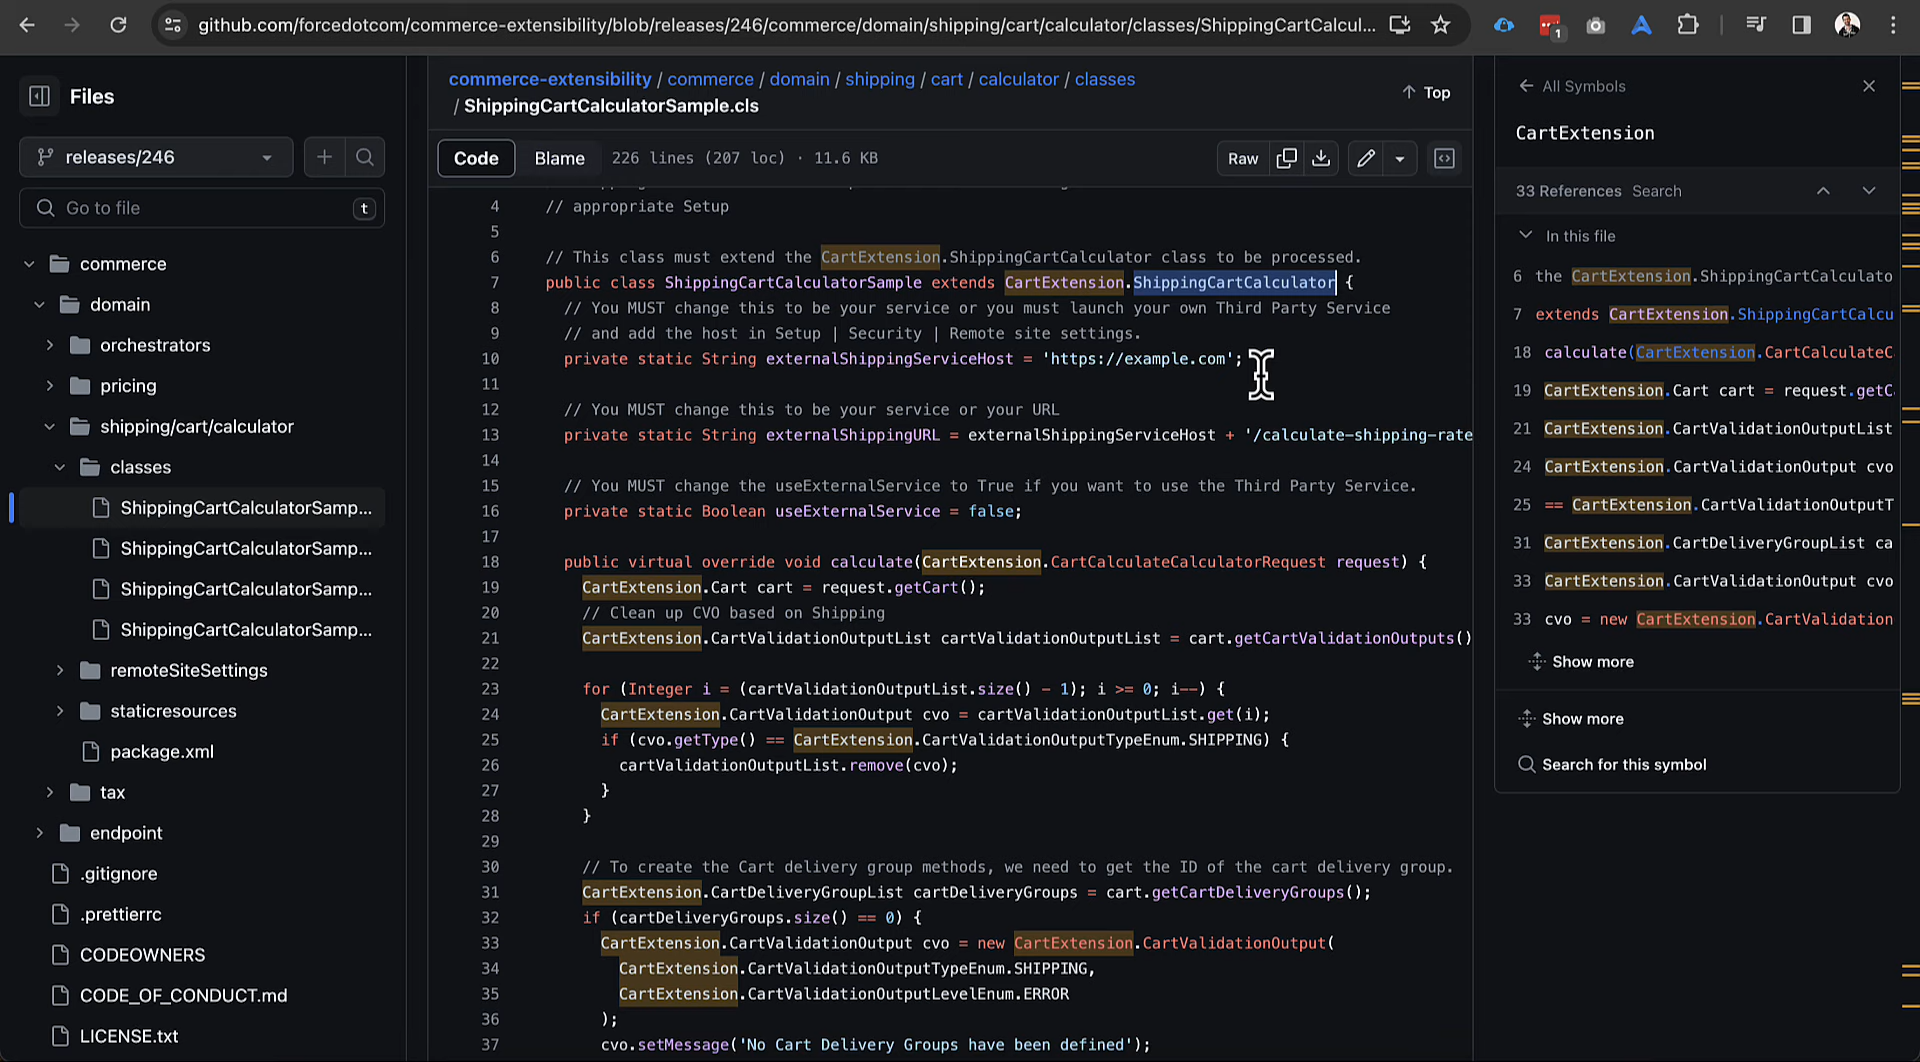 github.com/forcedotcom/commerce-extensibility/blob/releases/246/commerce/domain/shipping/cart/calculator/classes/ShippingCartCalcul...
1
Files
releases/246
Go to file
t
commerce
domain
orchestrators
pricing
shipping/cart/calculator
classes
ShippingCartCalculatorSamp...
ShippingCartCalculatorSamp...
ShippingCartCalculatorSamp...
ShippingCartCalculatorSamp...
remoteSiteSettings
staticresources
package.xml
tax
endpoint
.gitignore
.prettierrc
CODEOWNERS
CODE_OF_CONDUCT.md
LICENSE.txt
commerce-extensibility / commerce / domain / shipping / cart / calculator / classes
/ ShippingCartCalculatorSample.cls
Top
Code Blame 226 lines (207 loc) · 11.6 KB
Raw
4 // appropriate Setup
5
6 // This class must extend the CartExtension.ShippingCartCalculator class to be processed.
7 public class ShippingCartCalculatorSample extends CartExtension.ShippingCartCalculator {
8 // You MUST change this to be your service or you must launch your own Third Party Service
9 // and add the host in Setup | Security | Remote site settings.
10 private static String externalShippingServiceHost = 'https://example.com';
11
12 // You MUST change this to be your service or your URL
13 private static String externalShippingURL = externalShippingServiceHost + '/calculate-shipping-rate
14
15 // You MUST change the useExternalService to True if you want to use the Third Party Service.
16 private static Boolean useExternalService = false;
17
18 public virtual override void calculate(CartExtension.CartCalculateCalculatorRequest request) {
19 CartExtension.Cart cart = request.getCart();
20 // Clean up CVO based on Shipping
21 CartExtension.CartValidationOutputList cartValidationOutputList = cart.getCartValidationOutputs()
22
23 for (Integer i = (cartValidationOutputList.size() - 1); i >= 0; i--) {
24 CartExtension.CartValidationOutput cvo = cartValidationOutputList.get(i);
25 if (cvo.getType() == CartExtension.CartValidationOutputTypeEnum.SHIPPING) {
26 cartValidationOutputList.remove(cvo);
27 }
28 }
29
30 // To create the Cart delivery group methods, we need to get the ID of the cart delivery group.
31 CartExtension.CartDeliveryGroupList cartDeliveryGroups = cart.getCartDeliveryGroups();
32 if (cartDeliveryGroups.size() == 0) {
33 CartExtension.CartValidationOutput cvo = new CartExtension.CartValidationOutput(
34 CartExtension.CartValidationOutputTypeEnum.SHIPPING,
35 CartExtension.CartValidationOutputLevelEnum.ERROR
36 );
37 cvo.setMessage('No Cart Delivery Groups have been defined');
All Symbols
CartExtension
33 References Search
In this file
6 the CartExtension.ShippingCartCalculato
7 extends CartExtension.ShippingCartCalcu
18 calculate(CartExtension.CartCalculateC
19 CartExtension.Cart cart = request.getC
21 CartExtension.CartValidationOutputList
24 CartExtension.CartValidationOutput cvo
25 == CartExtension.CartValidationOutputT
31 CartExtension.CartDeliveryGroupList ca
33 CartExtension.CartValidationOutput cvo
33 cvo = new CartExtension.CartValidation
Show more
Show more
Search for this symbol